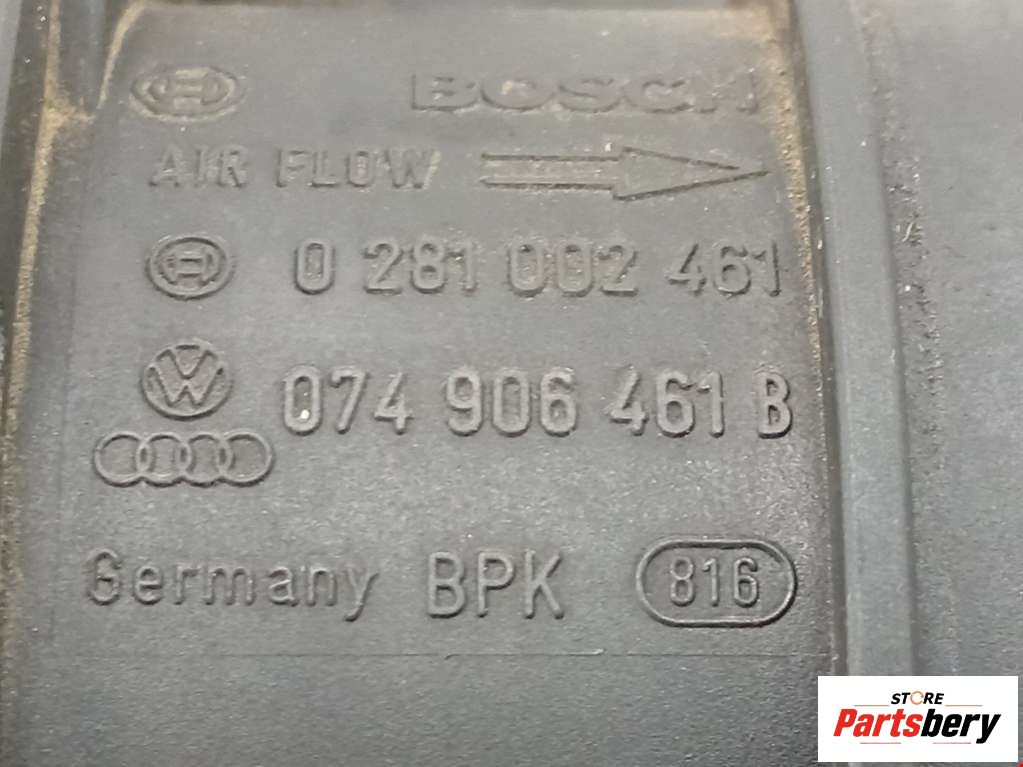 BOSCH
AIR FLOW
0 281 002 461
074 906 461 B
Germany BPK 816
STORE
Partsbery